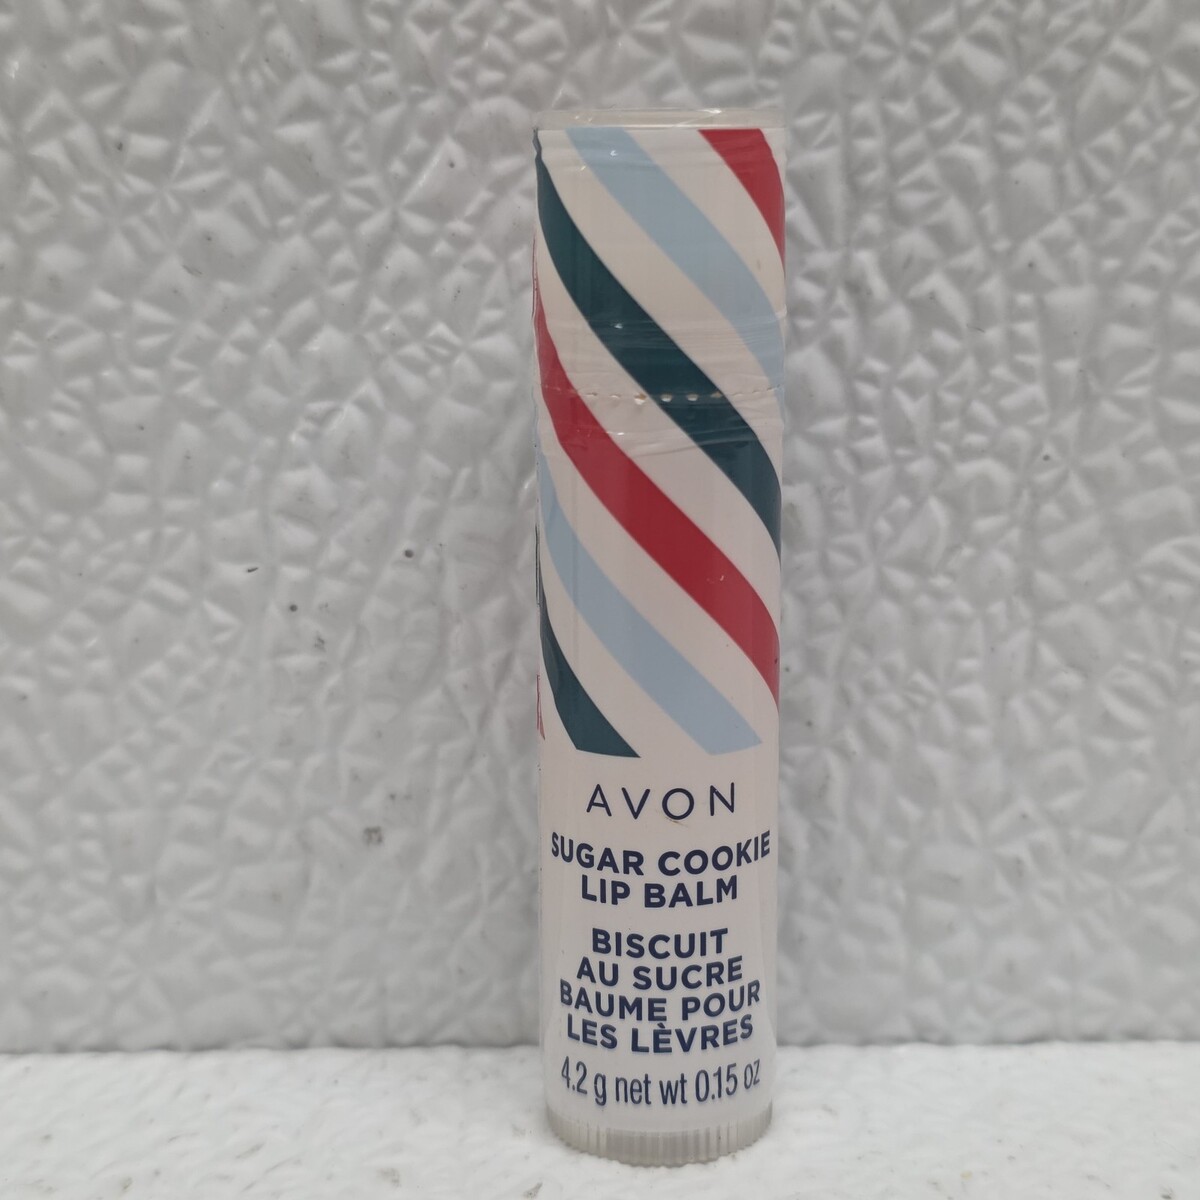 AVON
SUGAR COOKIE
LIP BALM
BISCUIT
AU SUCRE
BAUME POUR
LES LÈVRES
4.2 g net wt 0.15 oz